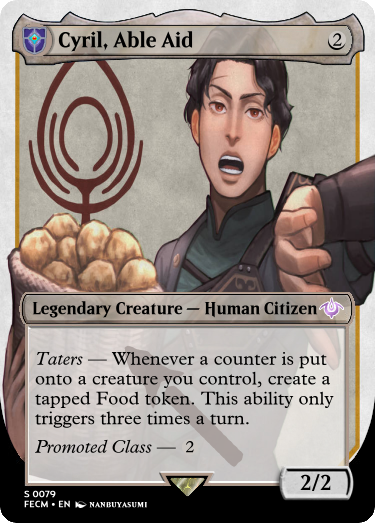 Cyril, Able Aid 2
Legendary Creature — Human Citizen
Taters — Whenever a counter is put
onto a creature you control, create a
tapped Food token. This ability only
triggers three times a turn.
Promoted Class — 2
2/2
S 0079
FECM • EN NANBUYASUMI